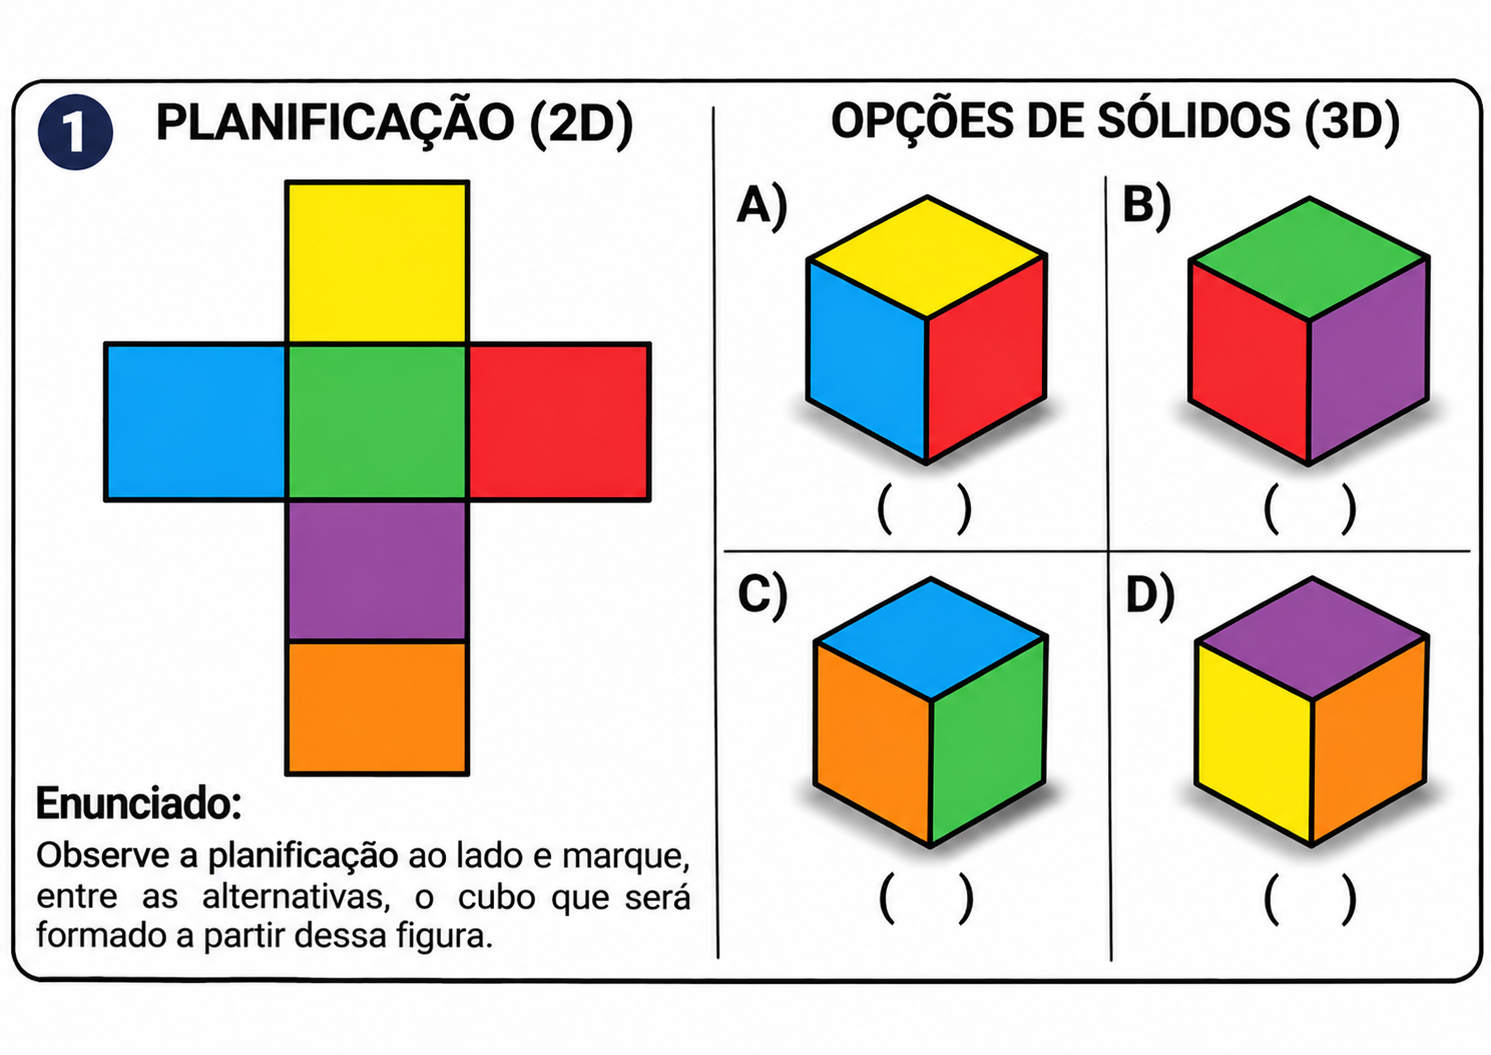 1 PLANIFICAÇÃO (2D)
Enunciado:
Observe a planificação ao lado e marque,
entre as alternativas, o cubo que será
formado a partir dessa figura.
OPÇÕES DE SÓLIDOS (3D)
A)
( )
B)
( )
C)
( )
D)
( )